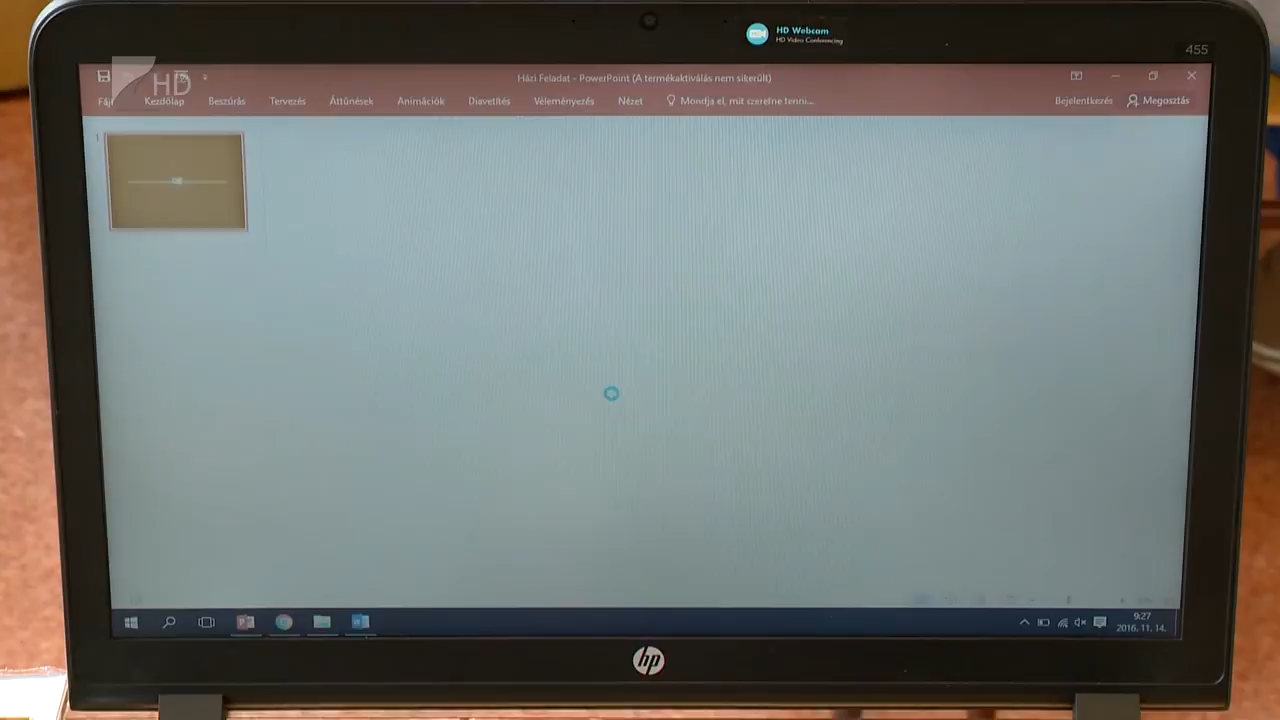 HD Webcam
HD Video Conferencing
455
HD
Házi Feladat - PowerPoint (A termékaktiválás nem sikerült)
Fájl Kezdőlap Beszúrás Tervezés Áttűnések Animációk Diavetítés Véleményezés Nézet Mondja el, mit szeretne tenni... Bejelentkezés Megosztás
1
9:27
2016. 11. 14.
hp